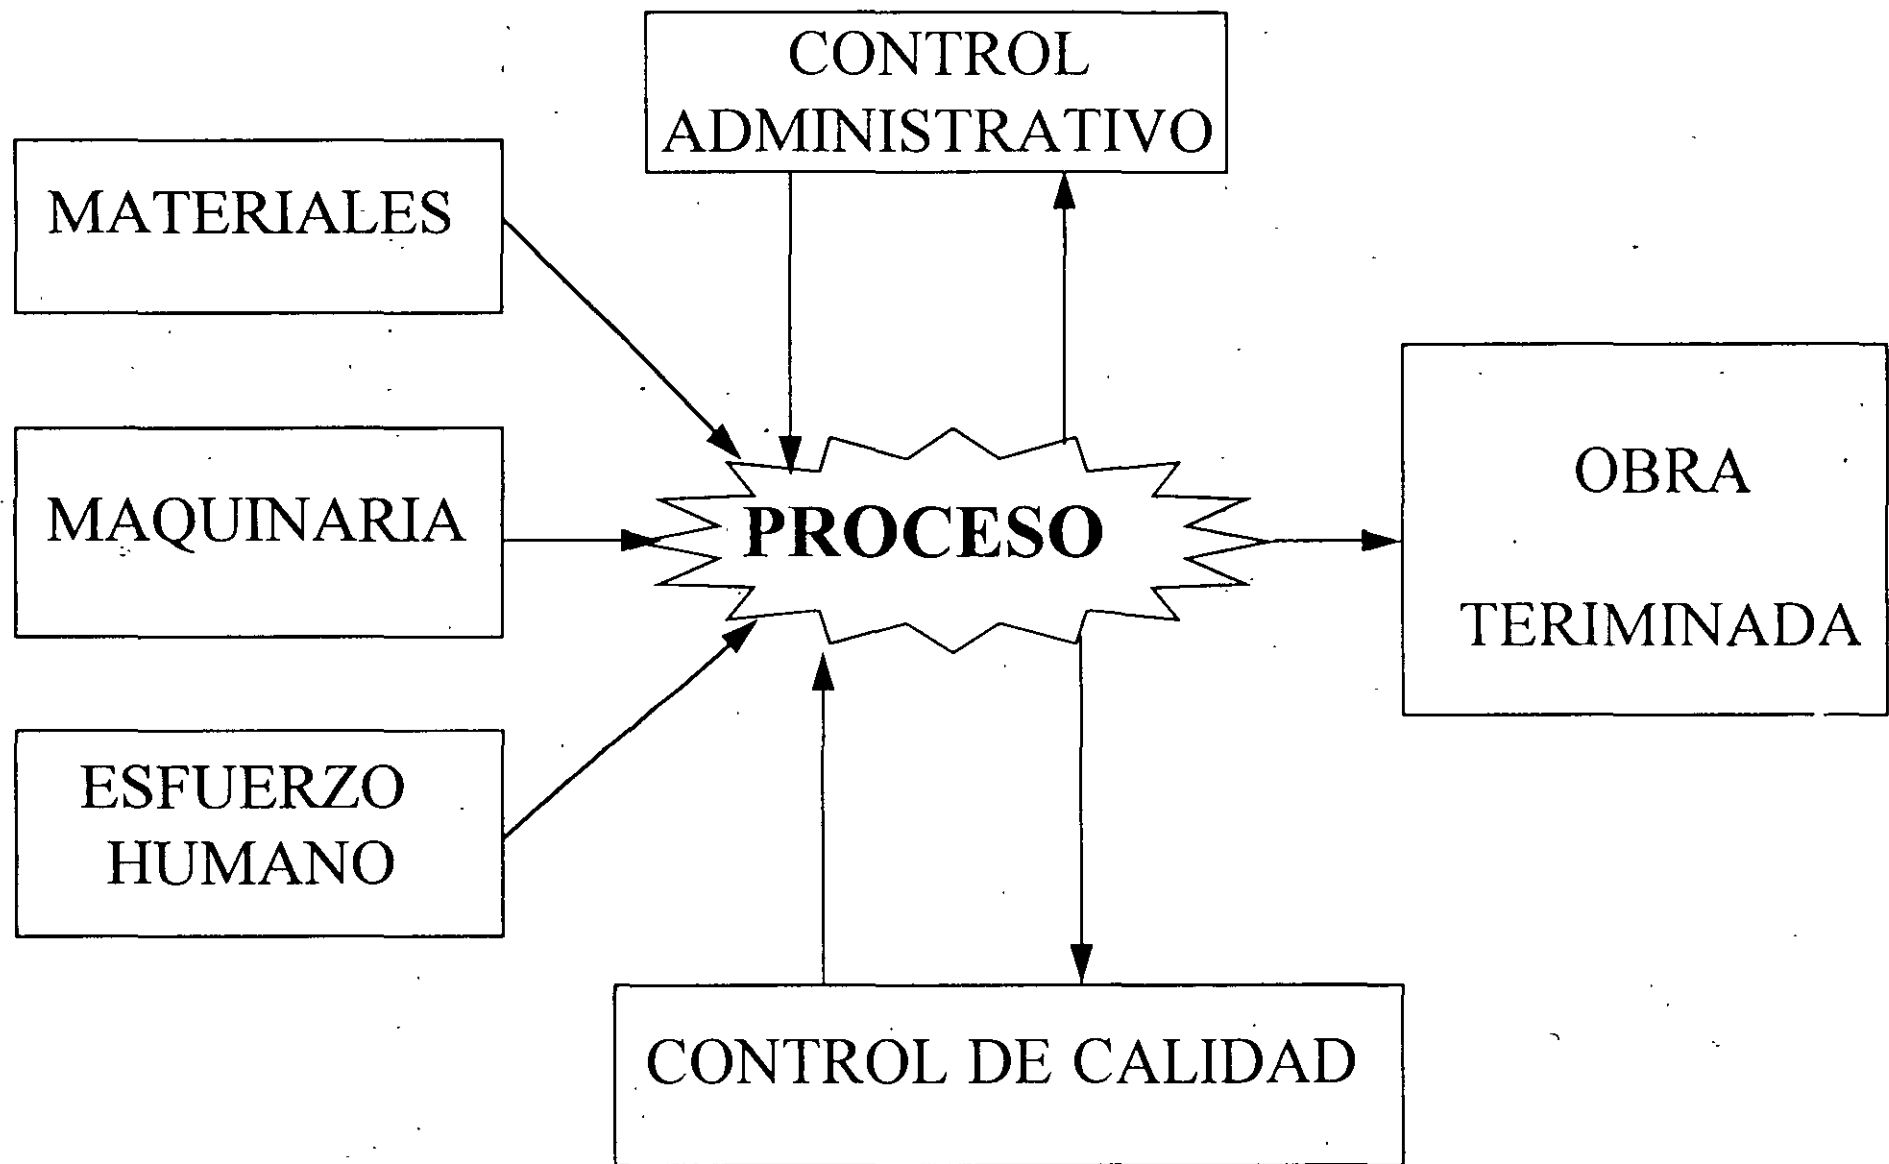 CONTROL
ADMINISTRATIVO
MATERIALES
MAQUINARIA
PROCESO
OBRA
TERIMINADA
ESFUERZO
HUMANO
CONTROL DE CALIDAD